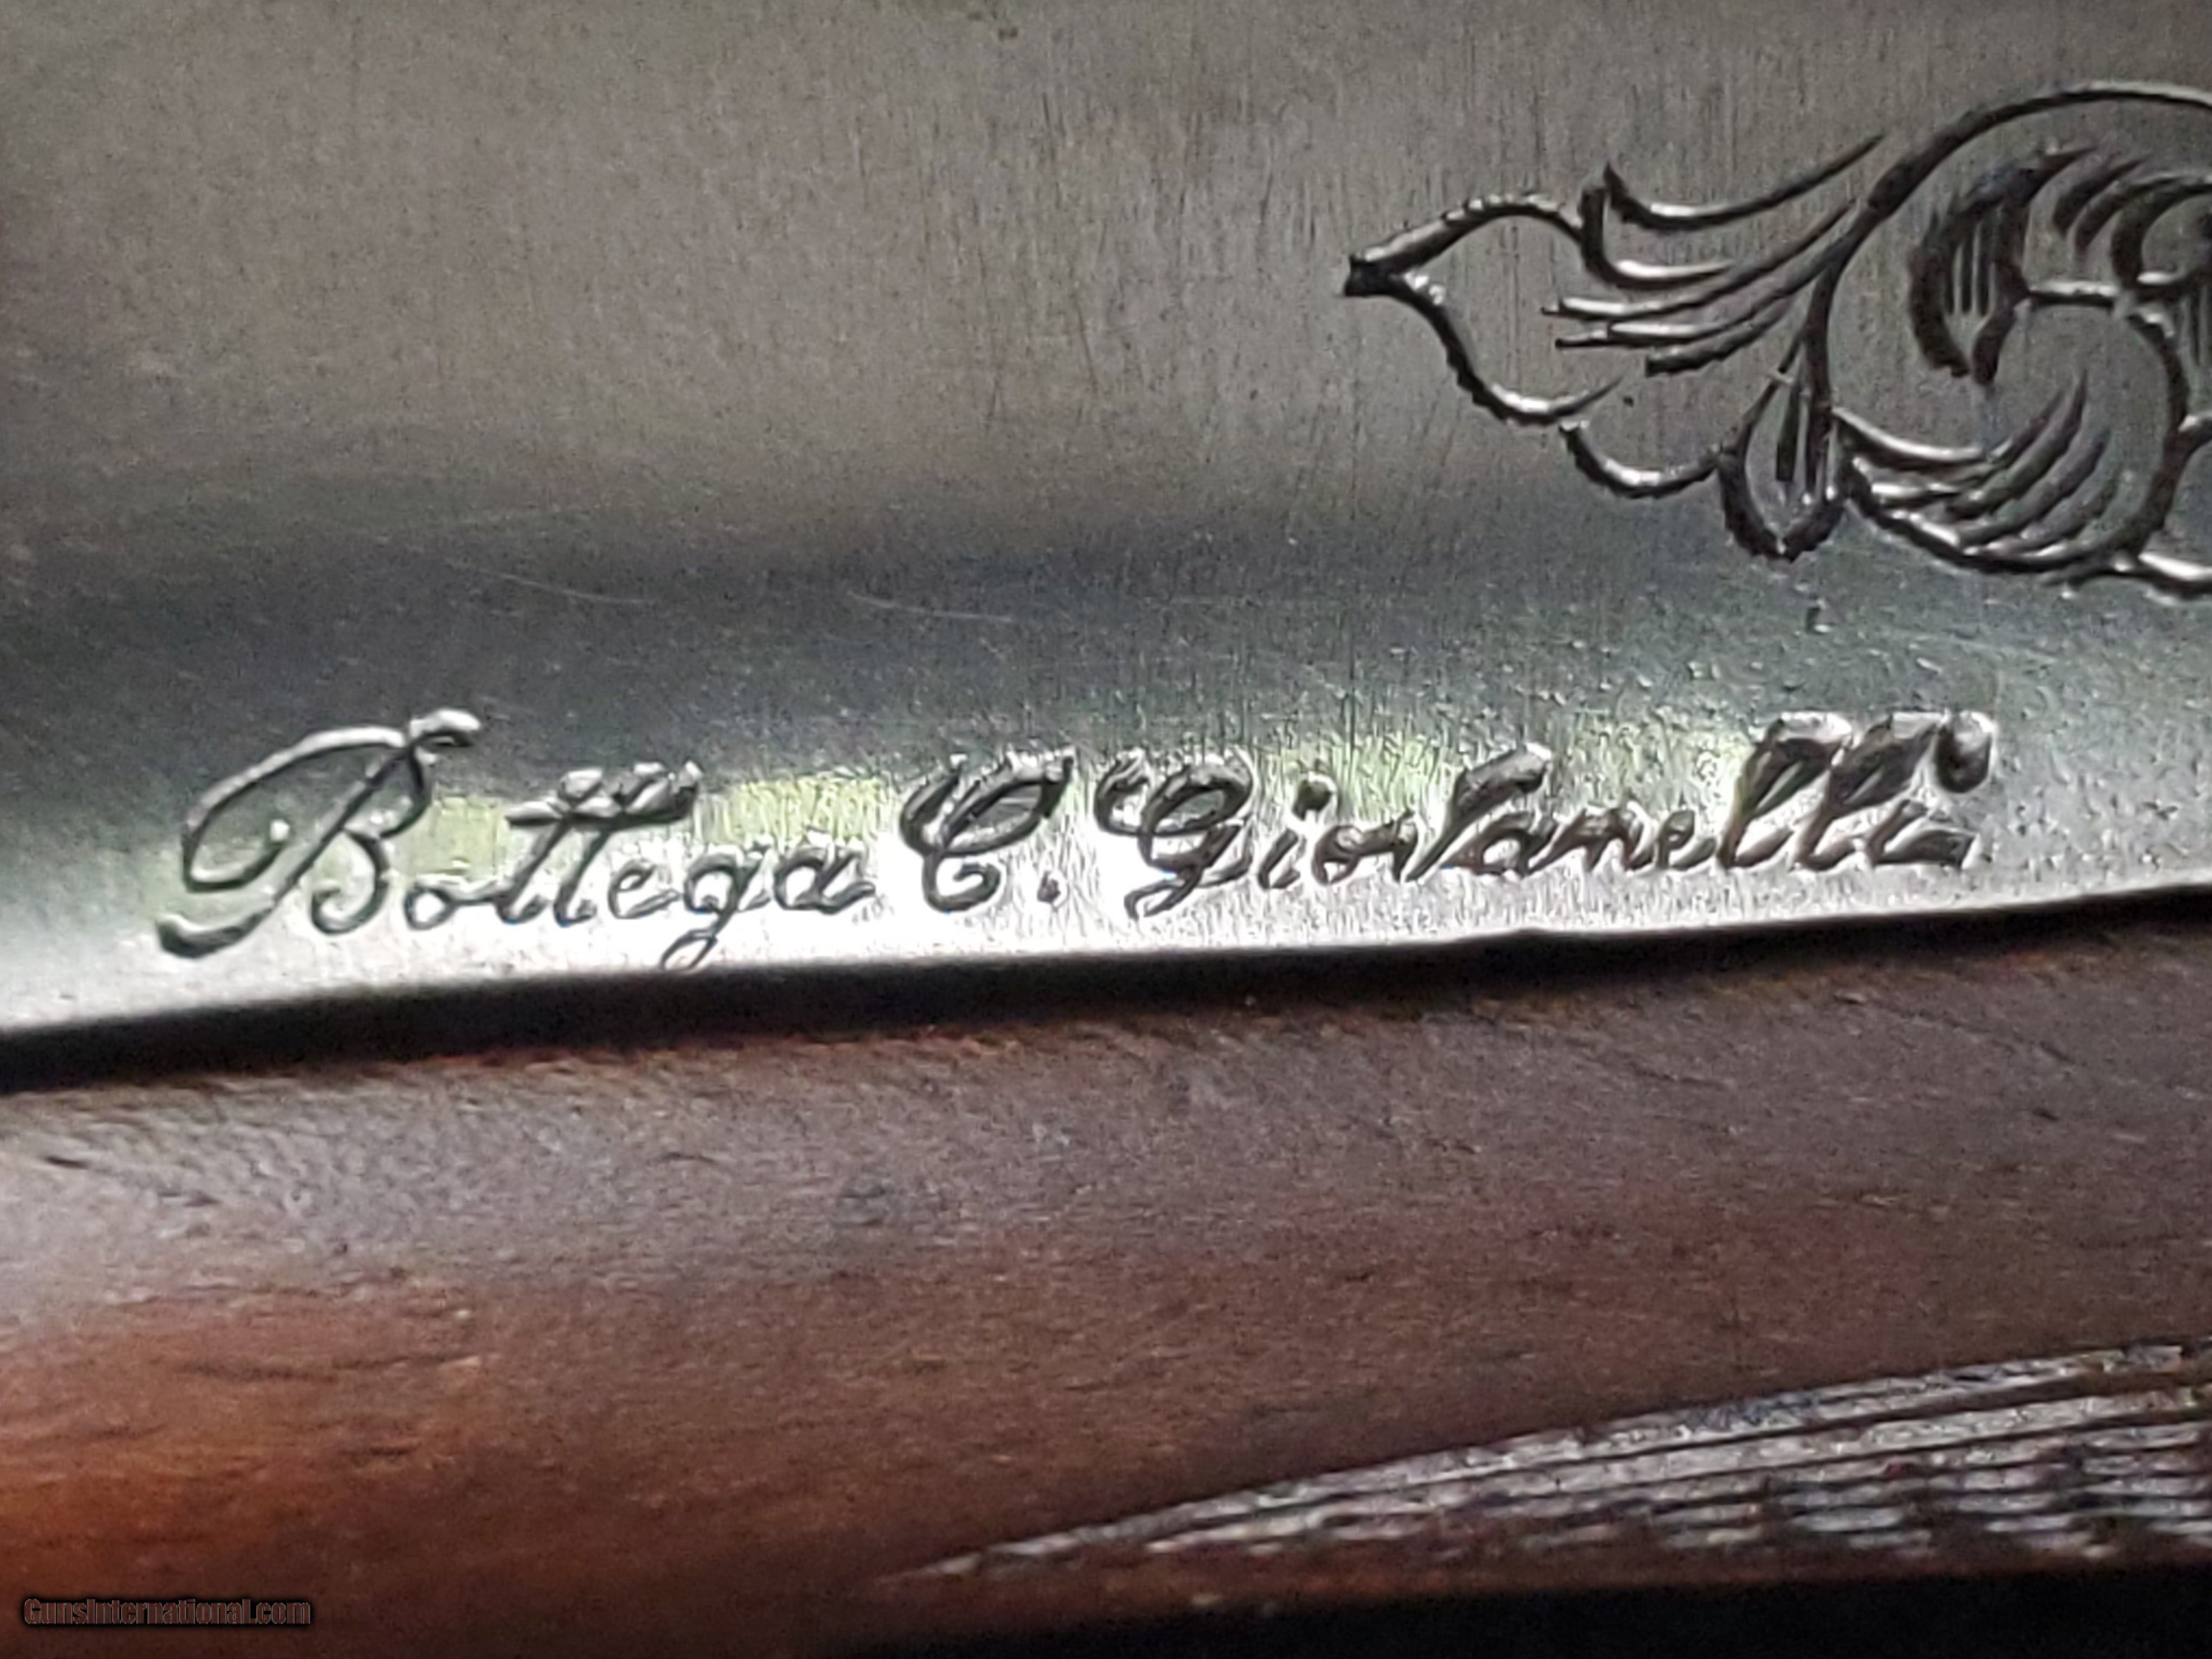 Bottega C. Giovanelli
GunsInternational.com